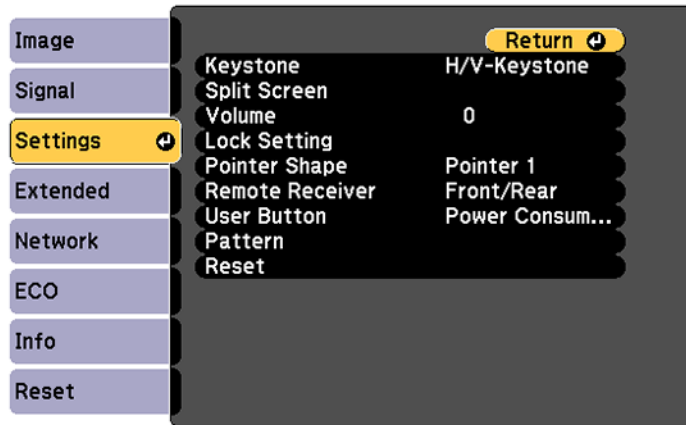 Image
Signal
Settings
Extended
Network
ECO
Info
Reset
Return
Keystone H/V-Keystone
Split Screen
Volume 0
Lock Setting
Pointer Shape Pointer 1
Remote Receiver Front/Rear
User Button Power Consum...
Pattern
Reset